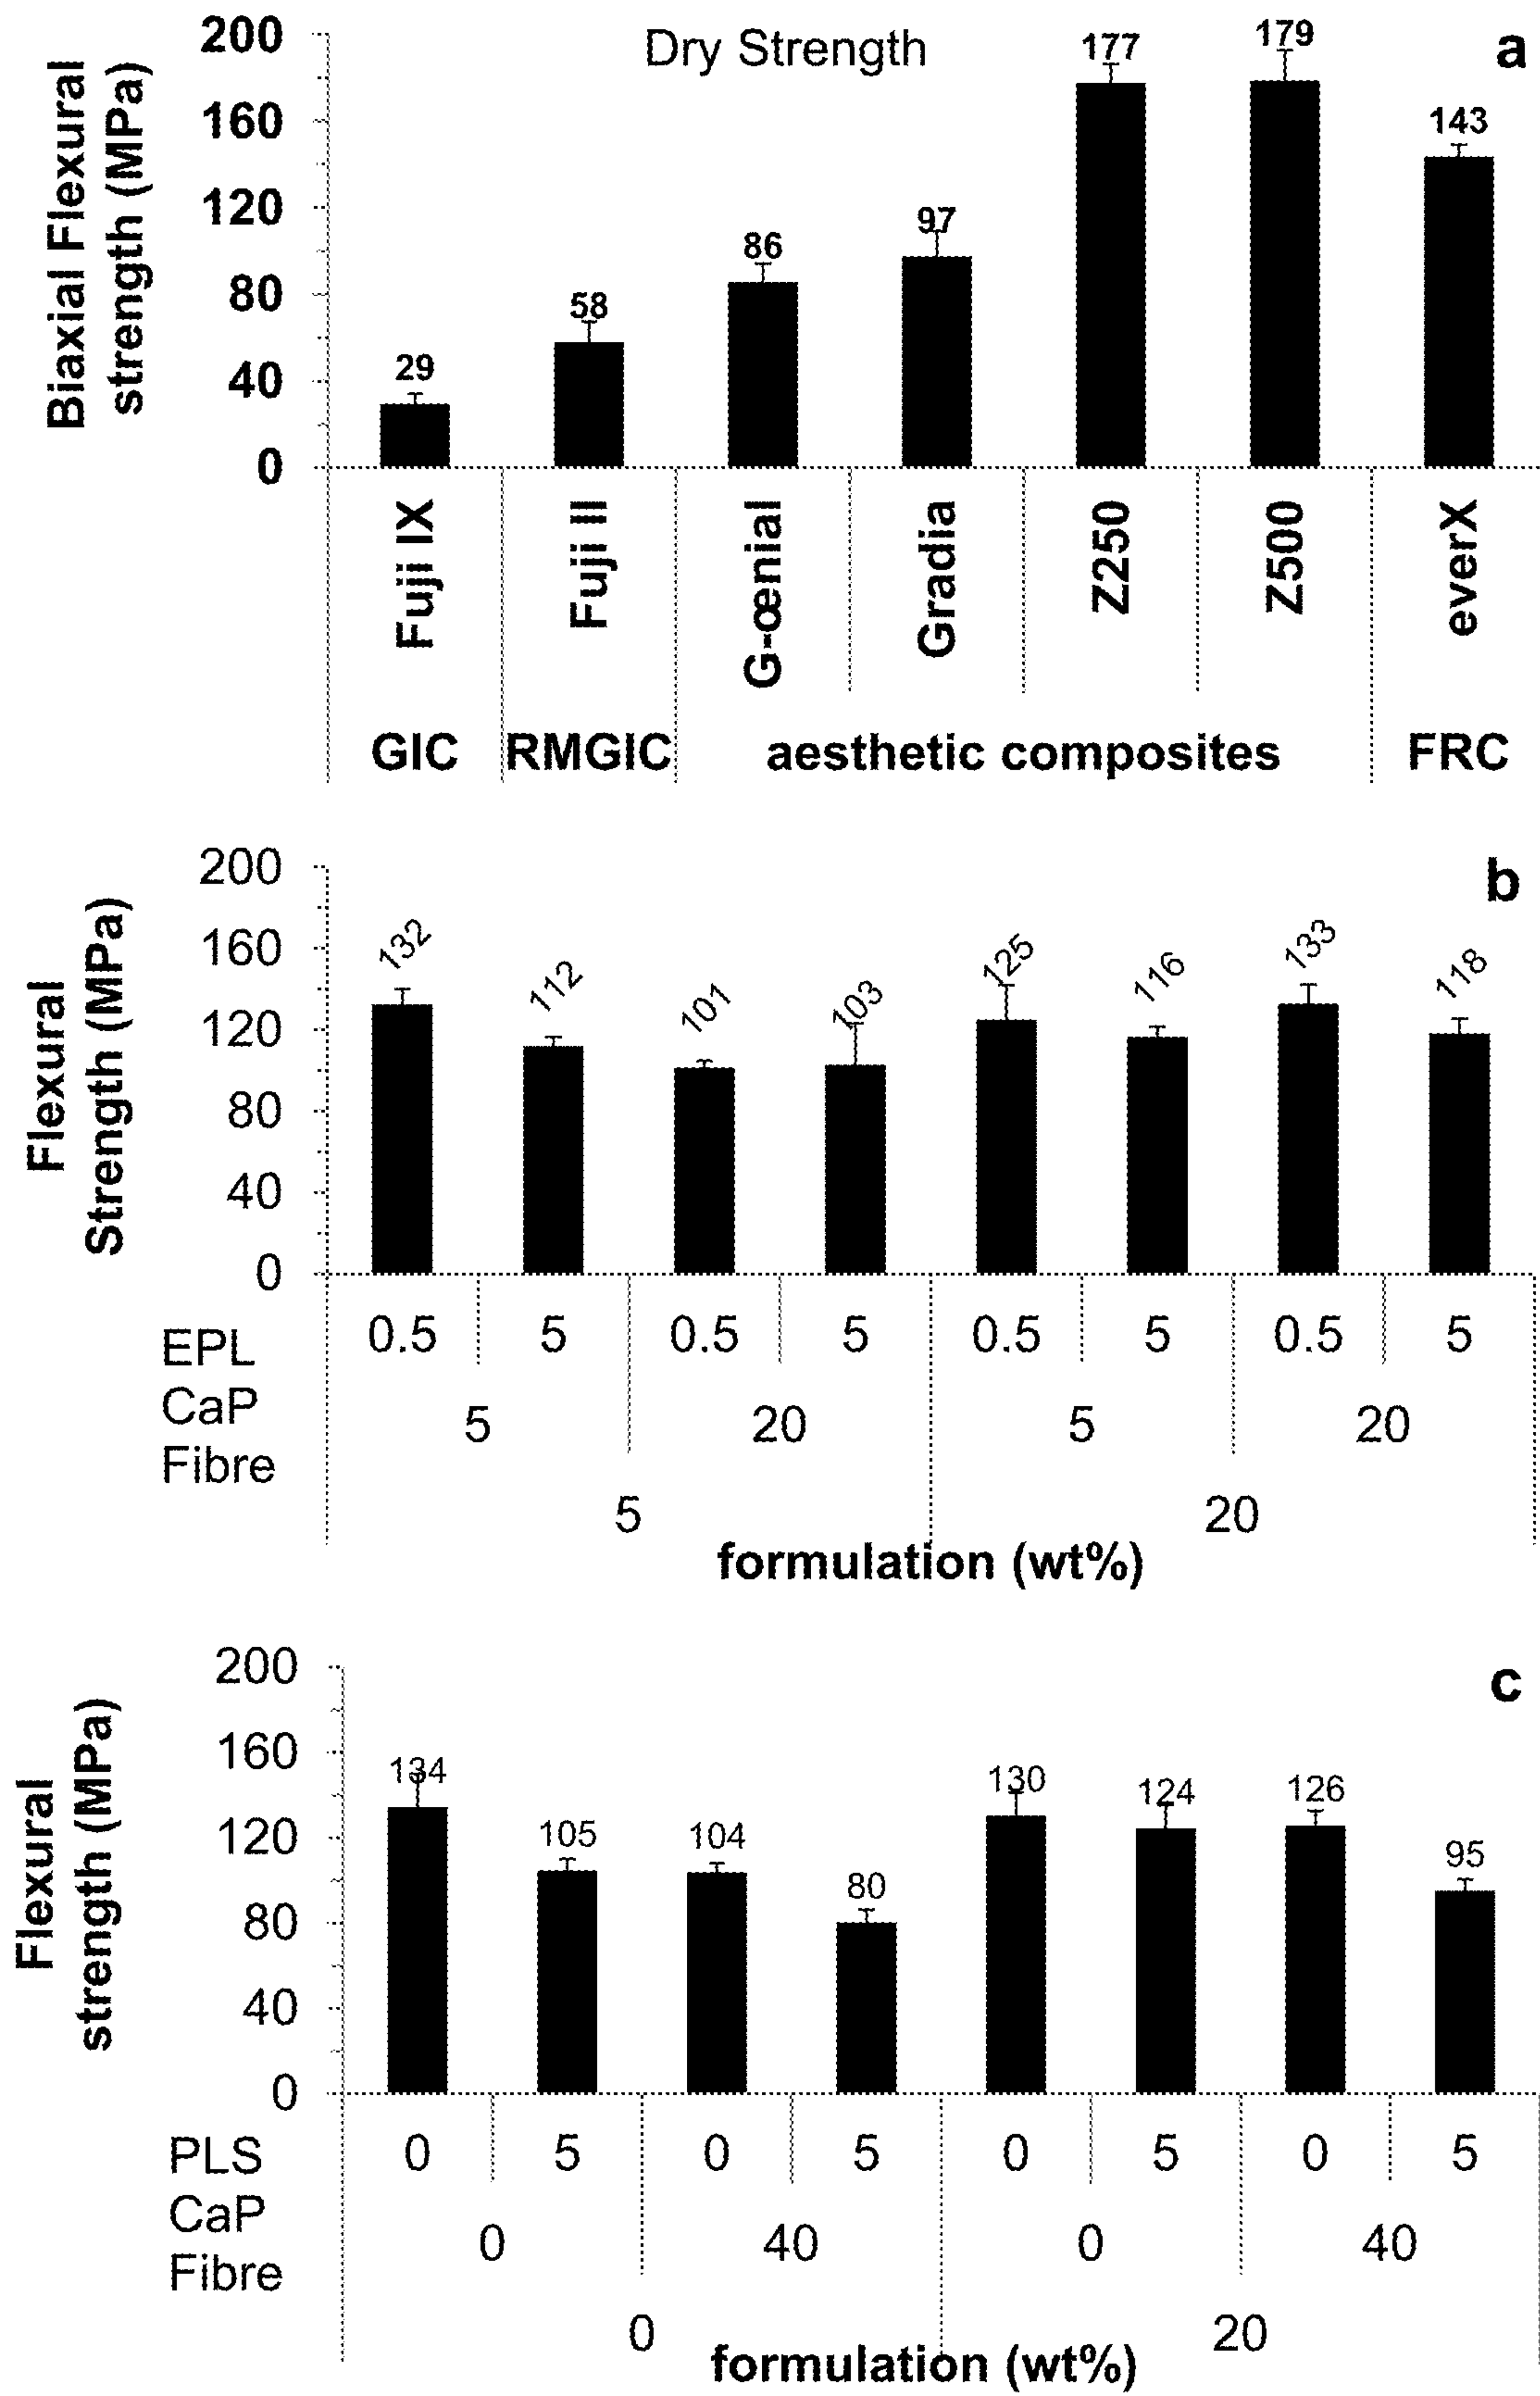 Dry Strength
a
Biaxial Flexural
strength (MPa)
200
160
120
80
40
0
29
58
86
97
177
179
143
Fuji IX
Fuji II
G-œnial
Gradia
Z250
Z500
everX
GIC
RMGIC
aesthetic composites
FRC
b
Flexural
Strength (MPa)
200
160
120
80
40
0
132
112
101
103
125
116
133
118
EPL 0.5 5 0.5 5 0.5 5 0.5 5
CaP 5 20 5 20
Fibre 5 20
formulation (wt%)
c
Flexural
strength (MPa)
200
160
120
80
40
0
134
105
104
80
130
124
126
95
PLS 0 5 0 5 0 5 0 5
CaP 0 40 0 40
Fibre 0 20
formulation (wt%)